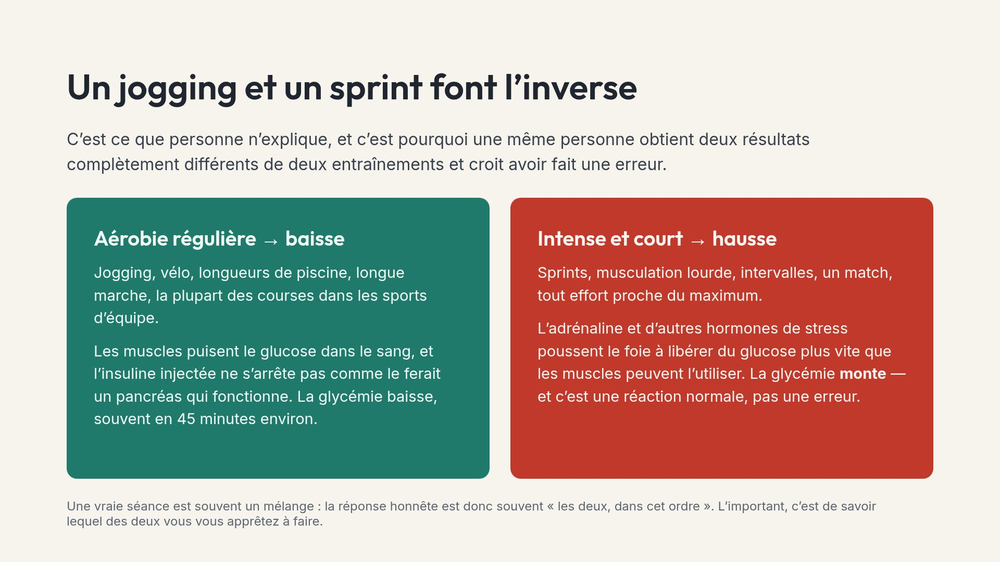 Un jogging et un sprint font l’inverse
C’est ce que personne n’explique, et c’est pourquoi une même personne obtient deux résultats
complètement différents de deux entraînements et croit avoir fait une erreur.
Aérobie régulière → baisse
Jogging, vélo, longueurs de piscine, longue
marche, la plupart des courses dans les sports
d’équipe.
Les muscles puisent le glucose dans le sang, et
l’insuline injectée ne s’arrête pas comme le ferait
un pancréas qui fonctionne. La glycémie baisse,
souvent en 45 minutes environ.
Intense et court → hausse
Sprints, musculation lourde, intervalles, un match,
tout effort proche du maximum.
L’adrénaline et d’autres hormones de stress
poussent le foie à libérer du glucose plus vite que
les muscles peuvent l’utiliser. La glycémie monte —
et c’est une réaction normale, pas une erreur.
Une vraie séance est souvent un mélange : la réponse honnête est donc souvent « les deux, dans cet ordre ». L’important, c’est de savoir
lequel des deux vous vous apprêtez à faire.